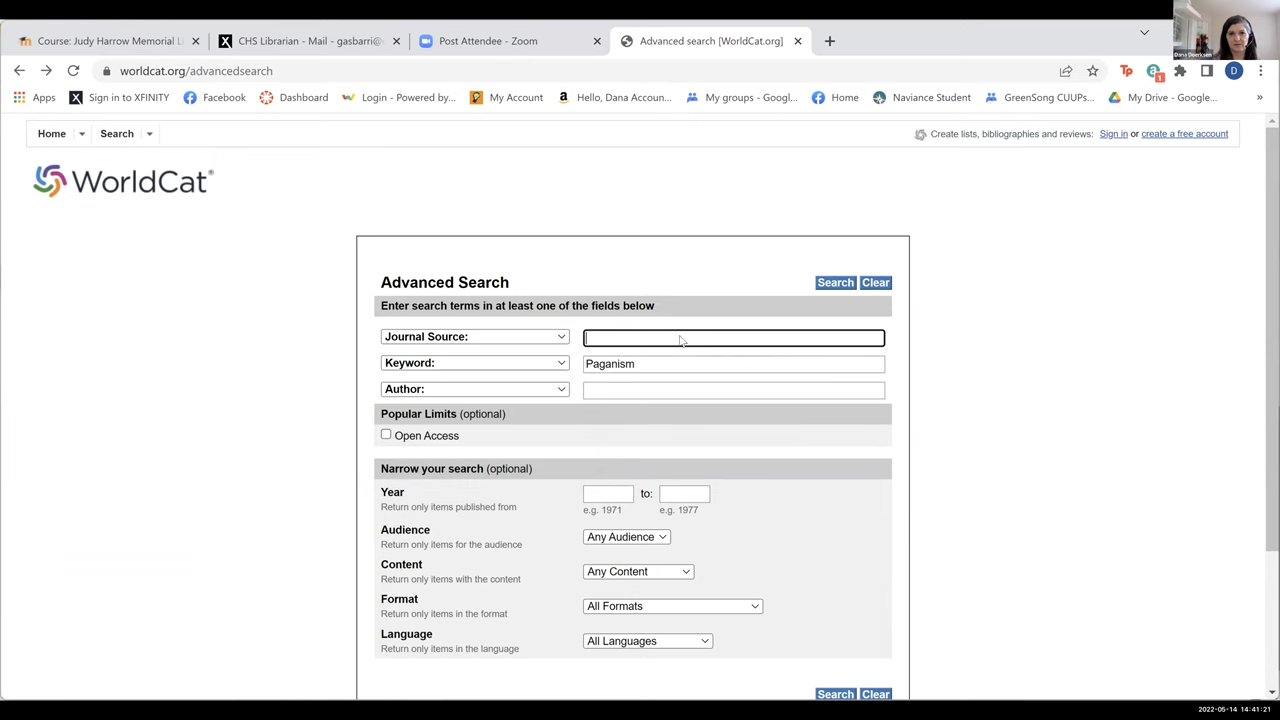 Course: Judy Harrow Memorial L
CHS Librarian - Mail - gasbarri@
Post Attendee - Zoom
Advanced search [WorldCat.org]
Dana Doerksen
worldcat.org/advancedsearch
1
D
Apps
Sign in to XFINITY
Facebook
Dashboard
Login - Powered by...
My Account
Hello, Dana Accoun...
My groups - Googl...
Home
Naviance Student
GreenSong CUUPs...
My Drive - Google...
»
Home
Search
Create lists, bibliographies and reviews: Sign in or create a free account
WorldCat®
Advanced Search
Search Clear
Enter search terms in at least one of the fields below
Journal Source:
Keyword: Paganism
Author:
Popular Limits (optional)
Open Access
Narrow your search (optional)
Year
to:
Return only items published from
e.g. 1971 e.g. 1977
Audience
Any Audience
Return only items for the audience
Content
Any Content
Return only items with the content
Format
All Formats
Return only items in the format
Language
All Languages
Return only items in the language
Search Clear
2022-05-14 14:41:21